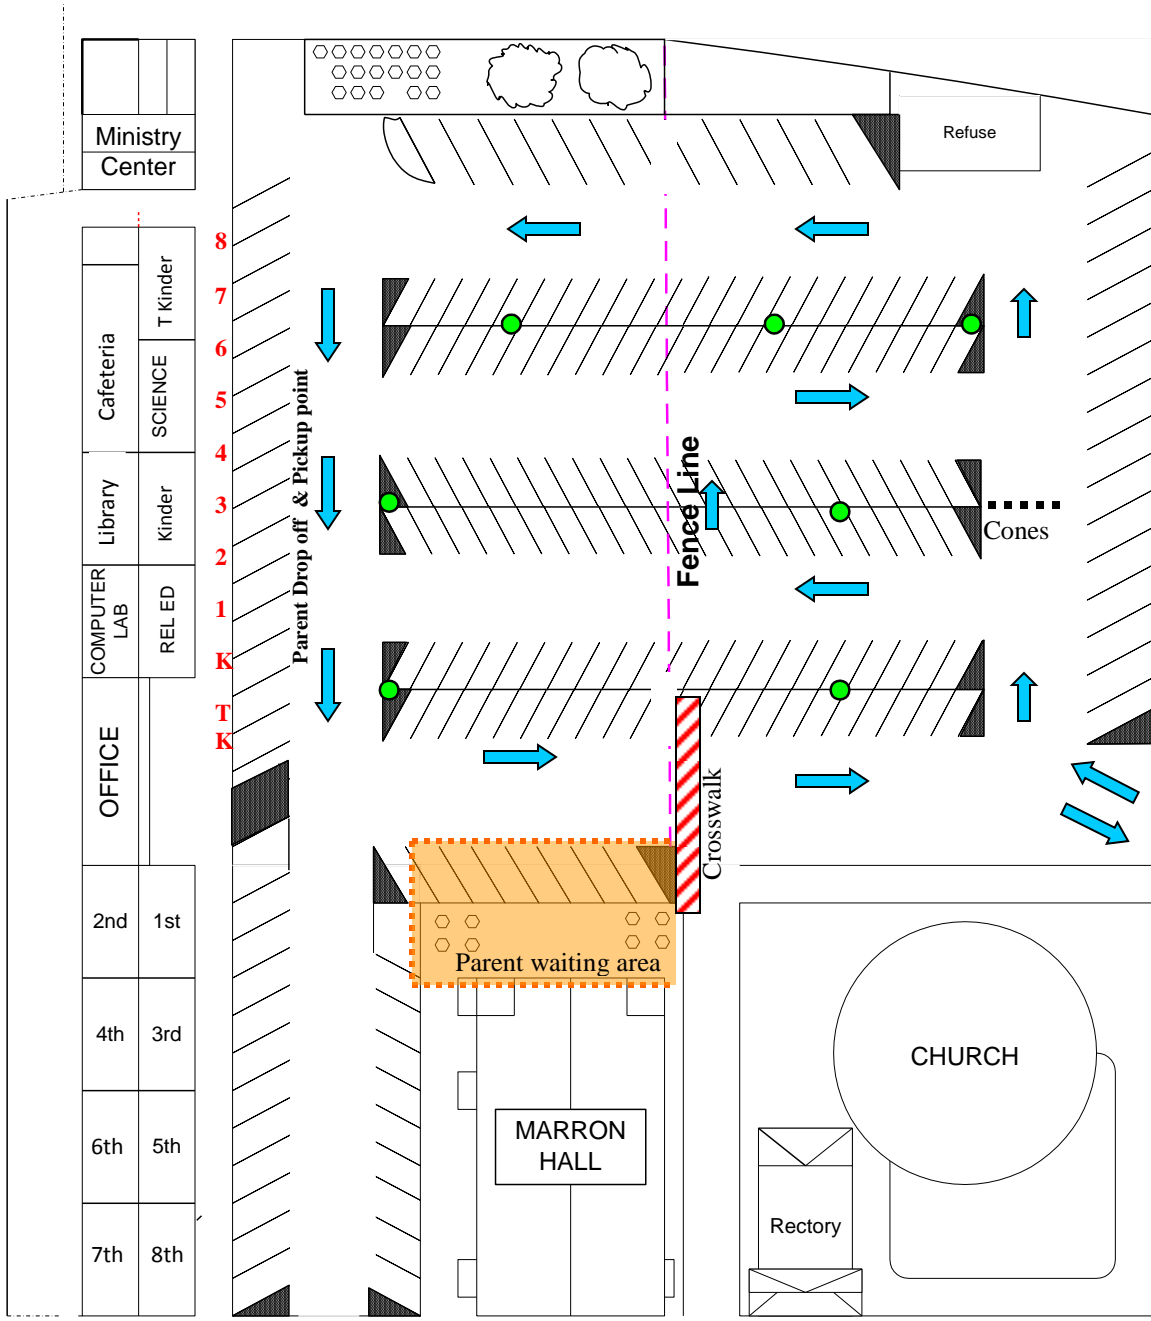 Ministry
Center
Refuse
8
7
6
5
4
3
2
1
K
T
K
T Kinder
Cafeteria
SCIENCE
Library
Kinder
COMPUTER
LAB
REL ED
OFFICE
Parent Drop off & Pickup point
Fence Line
Cones
Crosswalk
Parent waiting area
2nd
1st
4th
3rd
6th
5th
7th
8th
MARRON
HALL
CHURCH
Rectory